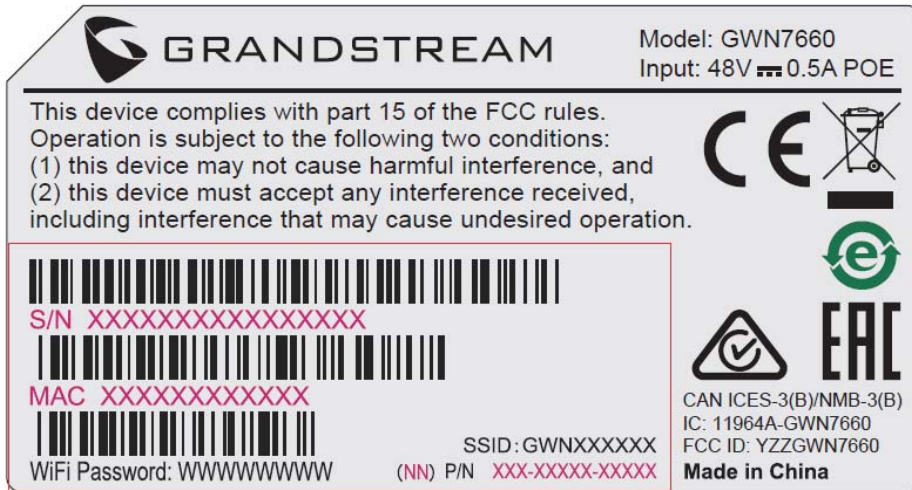 GRANDSTREAM
Model: GWN7660
Input: 48V ⎓ 0.5A POE
This device complies with part 15 of the FCC rules.
Operation is subject to the following two conditions:
(1) this device may not cause harmful interference, and
(2) this device must accept any interference received,
including interference that may cause undesired operation.
CE
e
S/N XXXXXXXXXXXXXXXX
MAC XXXXXXXXXXXX
WiFi Password: WWWWWWWWW
SSID:GWNXXXXXX
(NN) P/N XXX-XXXXX-XXXXX
EAC
CAN ICES-3(B)/NMB-3(B)
IC: 11964A-GWN7660
FCC ID: YZZGWN7660
Made in China